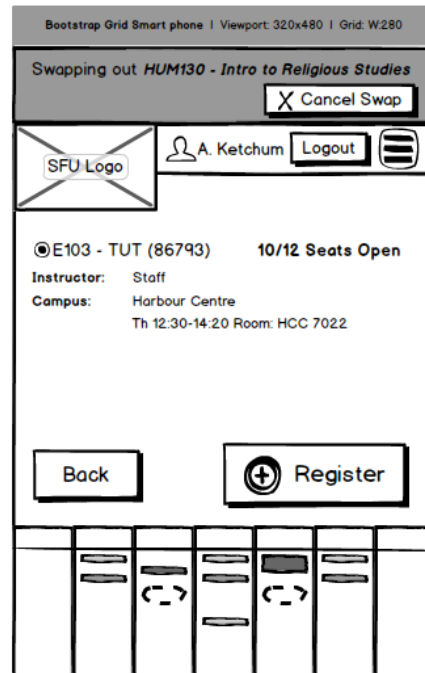 Bootstrap Grid Smart phone | Viewport: 320x480 | Grid: W:280
Swapping out HUM130 - Intro to Religious Studies
X Cancel Swap
SFU Logo
A. Ketchum Logout
E103 - TUT (86793) 10/12 Seats Open
Instructor: Staff
Campus: Harbour Centre
Th 12:30-14:20 Room: HCC 7022
Back
Register